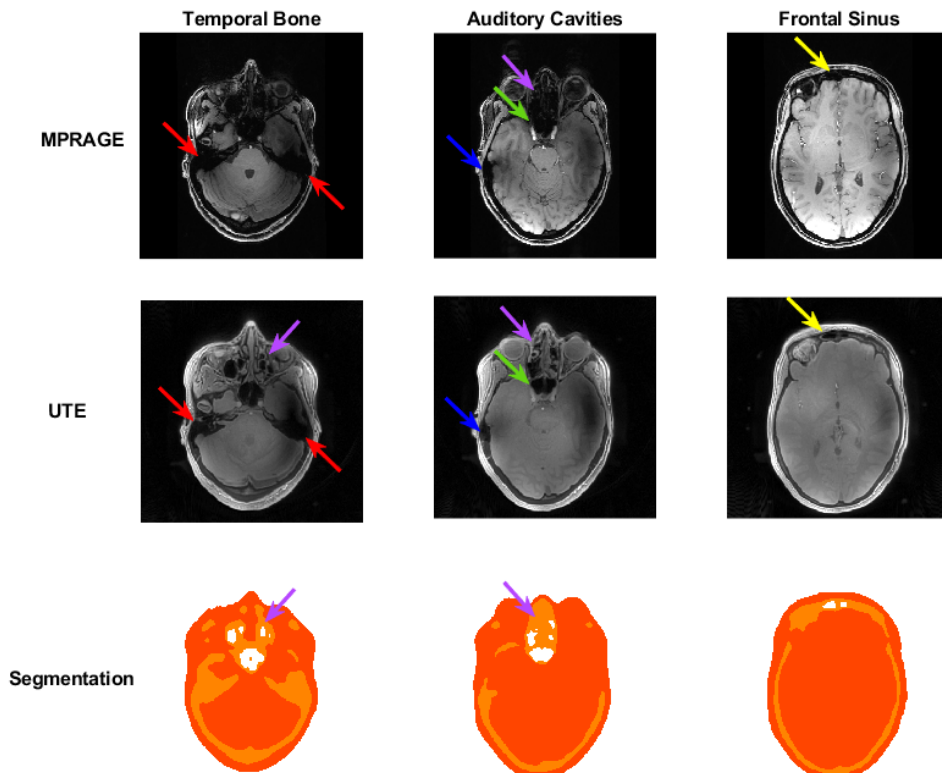 Temporal Bone
Auditory Cavities
Frontal Sinus
MPRAGE
UTE
Segmentation